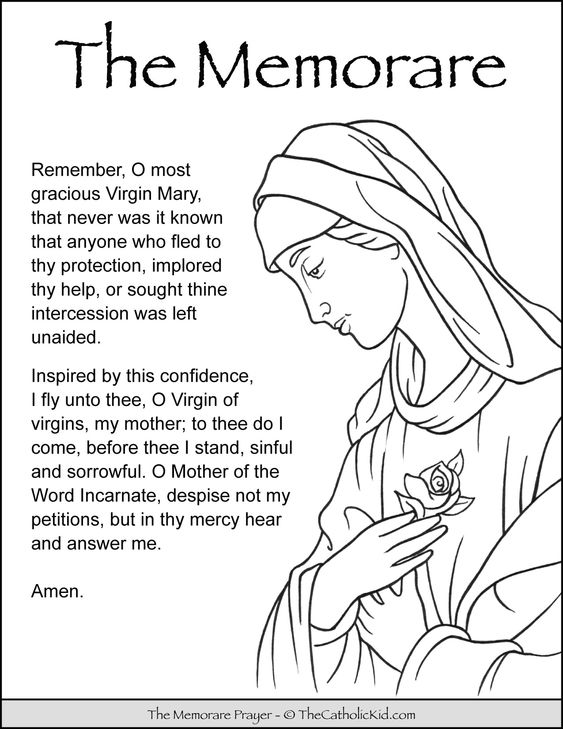 The Memorare
Remember, O most
gracious Virgin Mary,
that never was it known
that anyone who fled to
thy protection, implored
thy help, or sought thine
intercession was left
unaided.
Inspired by this confidence,
I fly unto thee, O Virgin of
virgins, my mother; to thee do I
come, before thee I stand, sinful
and sorrowful. O Mother of the
Word Incarnate, despise not my
petitions, but in thy mercy hear
and answer me.
Amen.
The Memorare Prayer - © TheCatholicKid.com